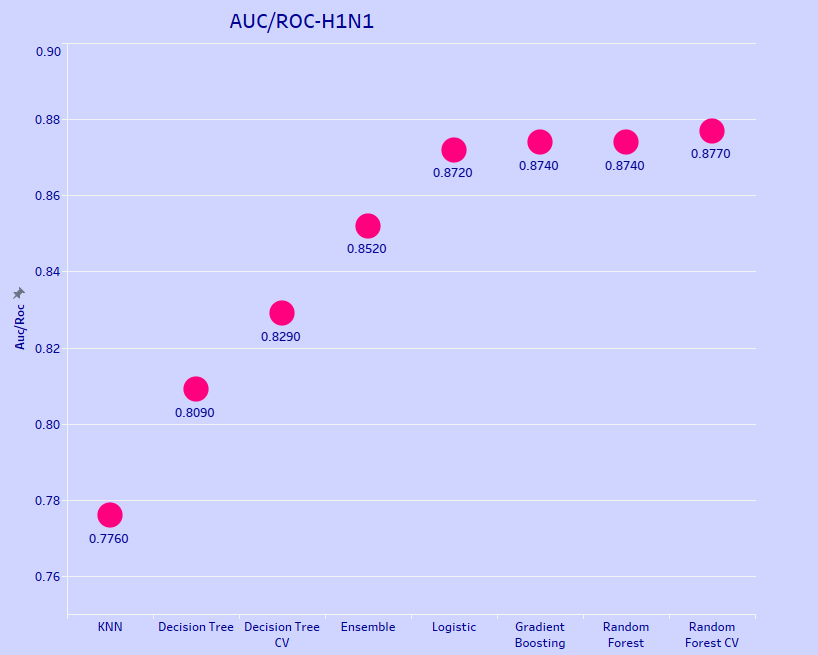 AUC/ROC-H1N1
0.90
0.88
0.86
0.84
0.82
0.80
0.78
0.76
Auc/Roc
0.7760
0.8090
0.8290
0.8520
0.8720
0.8740
0.8740
0.8770
KNN
Decision Tree
Decision Tree
CV
Ensemble
Logistic
Gradient
Boosting
Random
Forest
Random
Forest CV